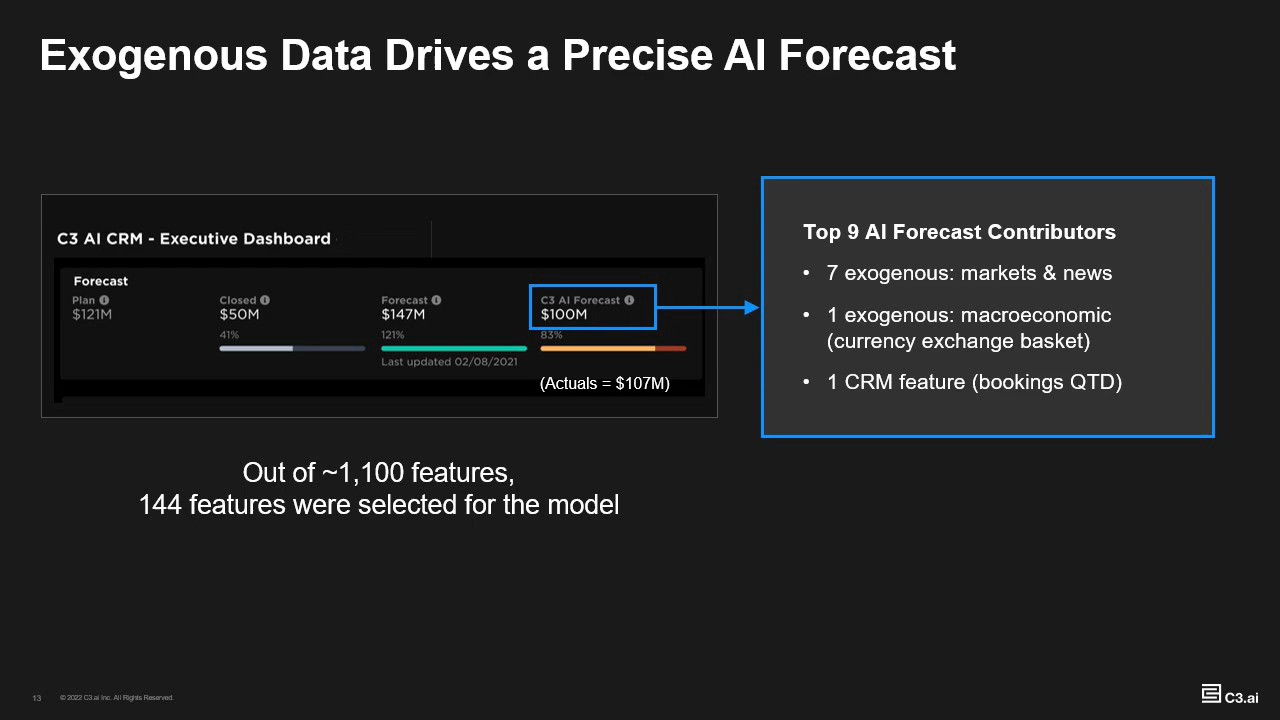 Exogenous Data Drives a Precise AI Forecast
C3 AI CRM - Executive Dashboard
Forecast
Plan
$121M
Closed
$50M
41%
Forecast
$147M
121%
Last updated 02/08/2021
C3 AI Forecast
$100M
83%
(Actuals = $107M)
Top 9 AI Forecast Contributors
• 7 exogenous: markets & news
• 1 exogenous: macroeconomic
(currency exchange basket)
• 1 CRM feature (bookings QTD)
Out of ~1,100 features,
144 features were selected for the model
13
© 2022 C3.ai Inc. All Rights Reserved.
C3.ai